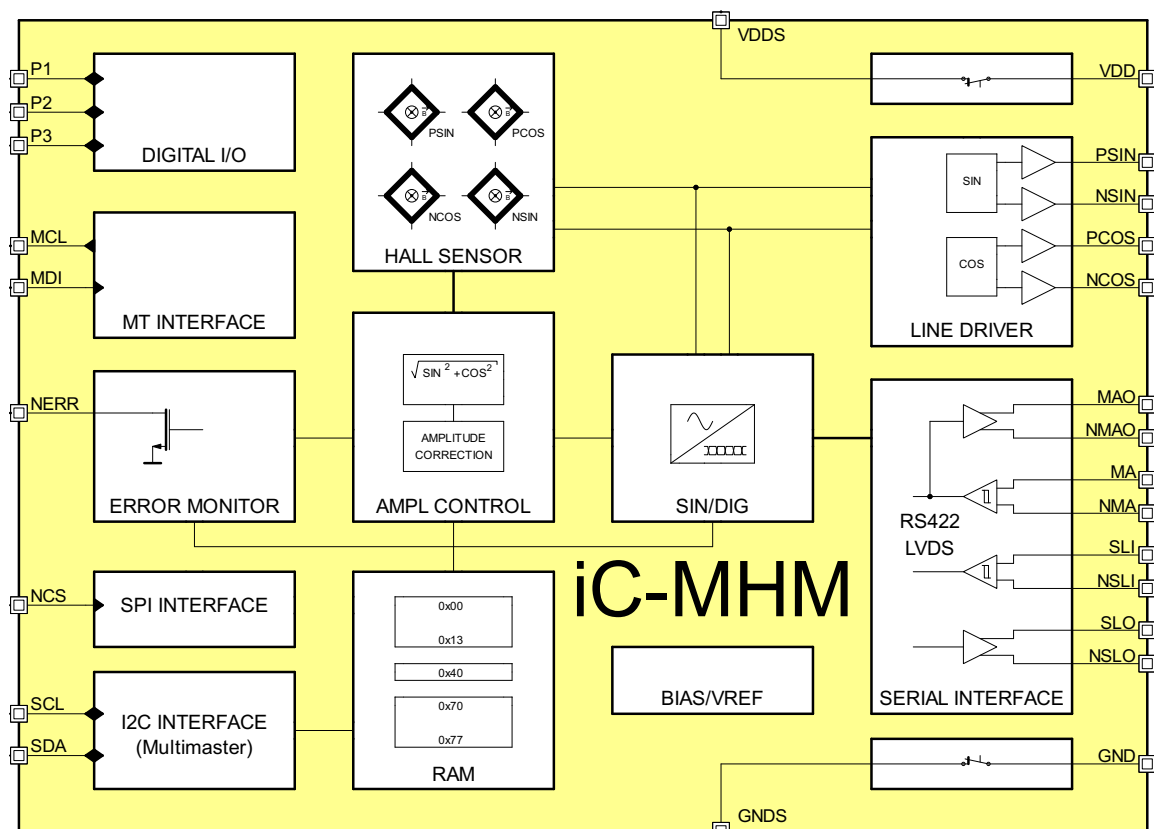 VDDS
P1
P2
P3
DIGITAL I/O
B
PSIN
B
PCOS
B
NCOS
B
NSIN
HALL SENSOR
VDD
SIN
COS
PSIN
NSIN
PCOS
NCOS
LINE DRIVER
MCL
MDI
MT INTERFACE
NERR
ERROR MONITOR
√SIN² +COS²
AMPLITUDE
CORRECTION
AMPL CONTROL
SIN/DIG
MAO
NMAO
MA
NMA
RS422
LVDS
SLI
NSLI
SLO
NSLO
SERIAL INTERFACE
iC-MHM
NCS
SPI INTERFACE
SCL
SDA
I2C INTERFACE
(Multimaster)
0x00
0x13
0x40
0x70
0x77
RAM
BIAS/VREF
GND
GNDS